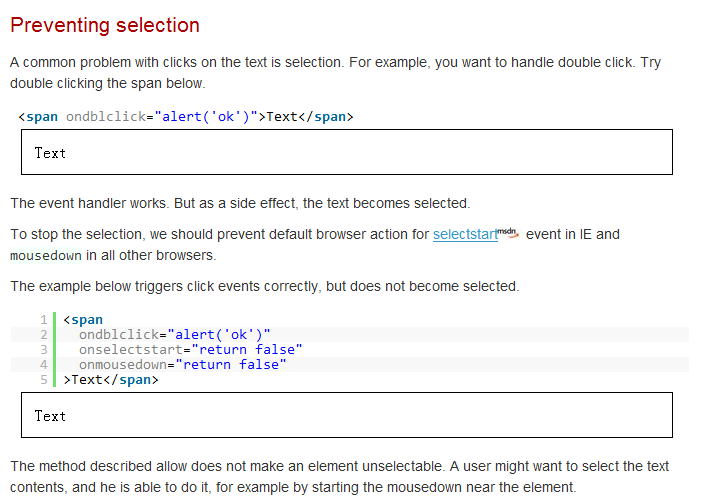 Preventing selection
A common problem with clicks on the text is selection. For example, you want to handle double click. Try
double clicking the span below.
<span ondblclick="alert('ok')">Text</span>
Text
The event handler works. But as a side effect, the text becomes selected.
To stop the selection, we should prevent default browser action for selectstart msdn event in IE and
mousedown in all other browsers.
The example below triggers click events correctly, but does not become selected.
1 <span
2 ondblclick="alert('ok')"
3 onselectstart="return false"
4 onmousedown="return false"
5 >Text</span>
Text
The method described allow does not make an element unselectable. A user might want to select the text
contents, and he is able to do it, for example by starting the mousedown near the element.